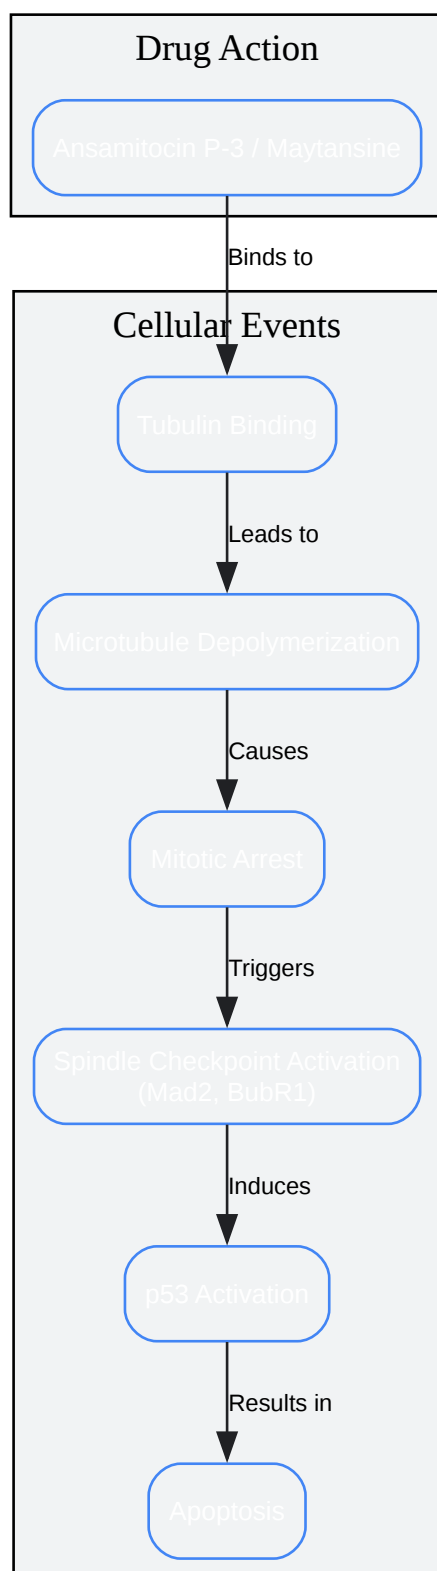 Drug Action
Ansamitocin P-3 / Maytansine
Binds to
Cellular Events
Tubulin Binding
Leads to
Microtubule Depolymerization
Causes
Mitotic Arrest
Triggers
Spindle Checkpoint Activation
(Mad2, BubR1)
Induces
p53 Activation
Results in
Apoptosis